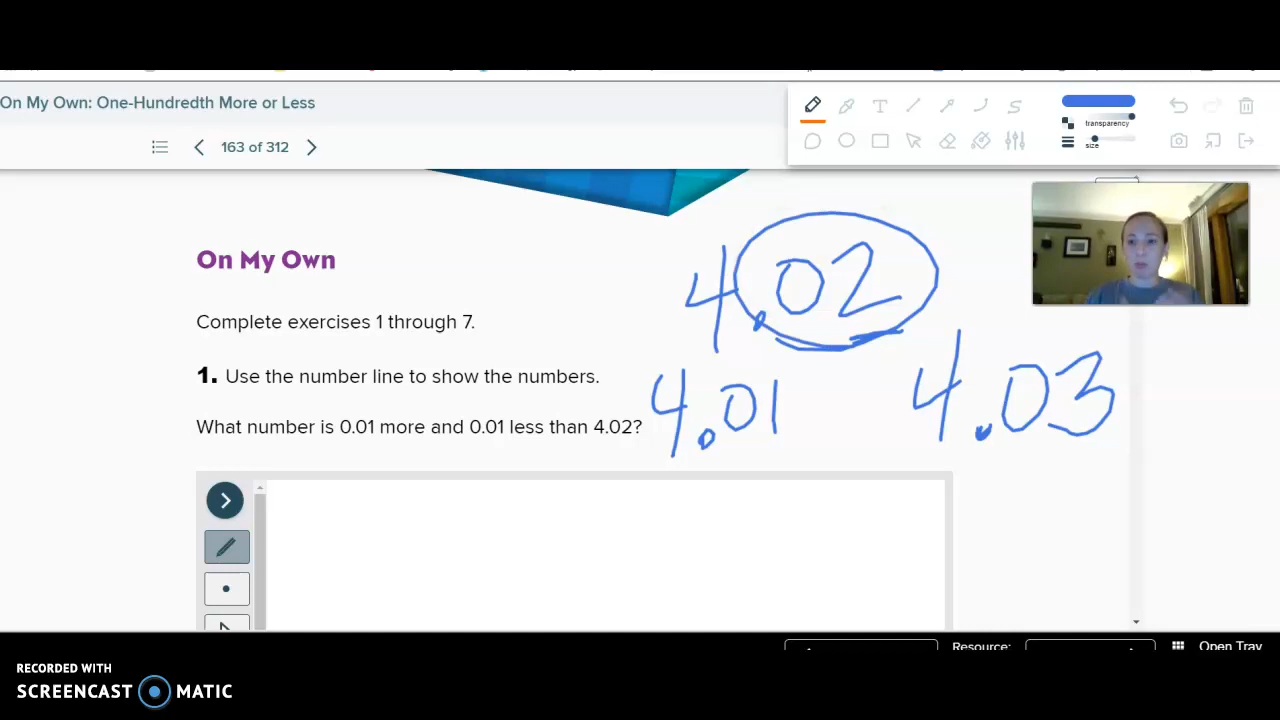 On My Own: One-Hundredth More or Less
transparency
163 of 312
size
4.02
On My Own
Complete exercises 1 through 7.
1. Use the number line to show the numbers.
4.01 4.03
What number is 0.01 more and 0.01 less than 4.02?
Resource:
Open Tray
RECORDED WITH
SCREENCAST MATIC